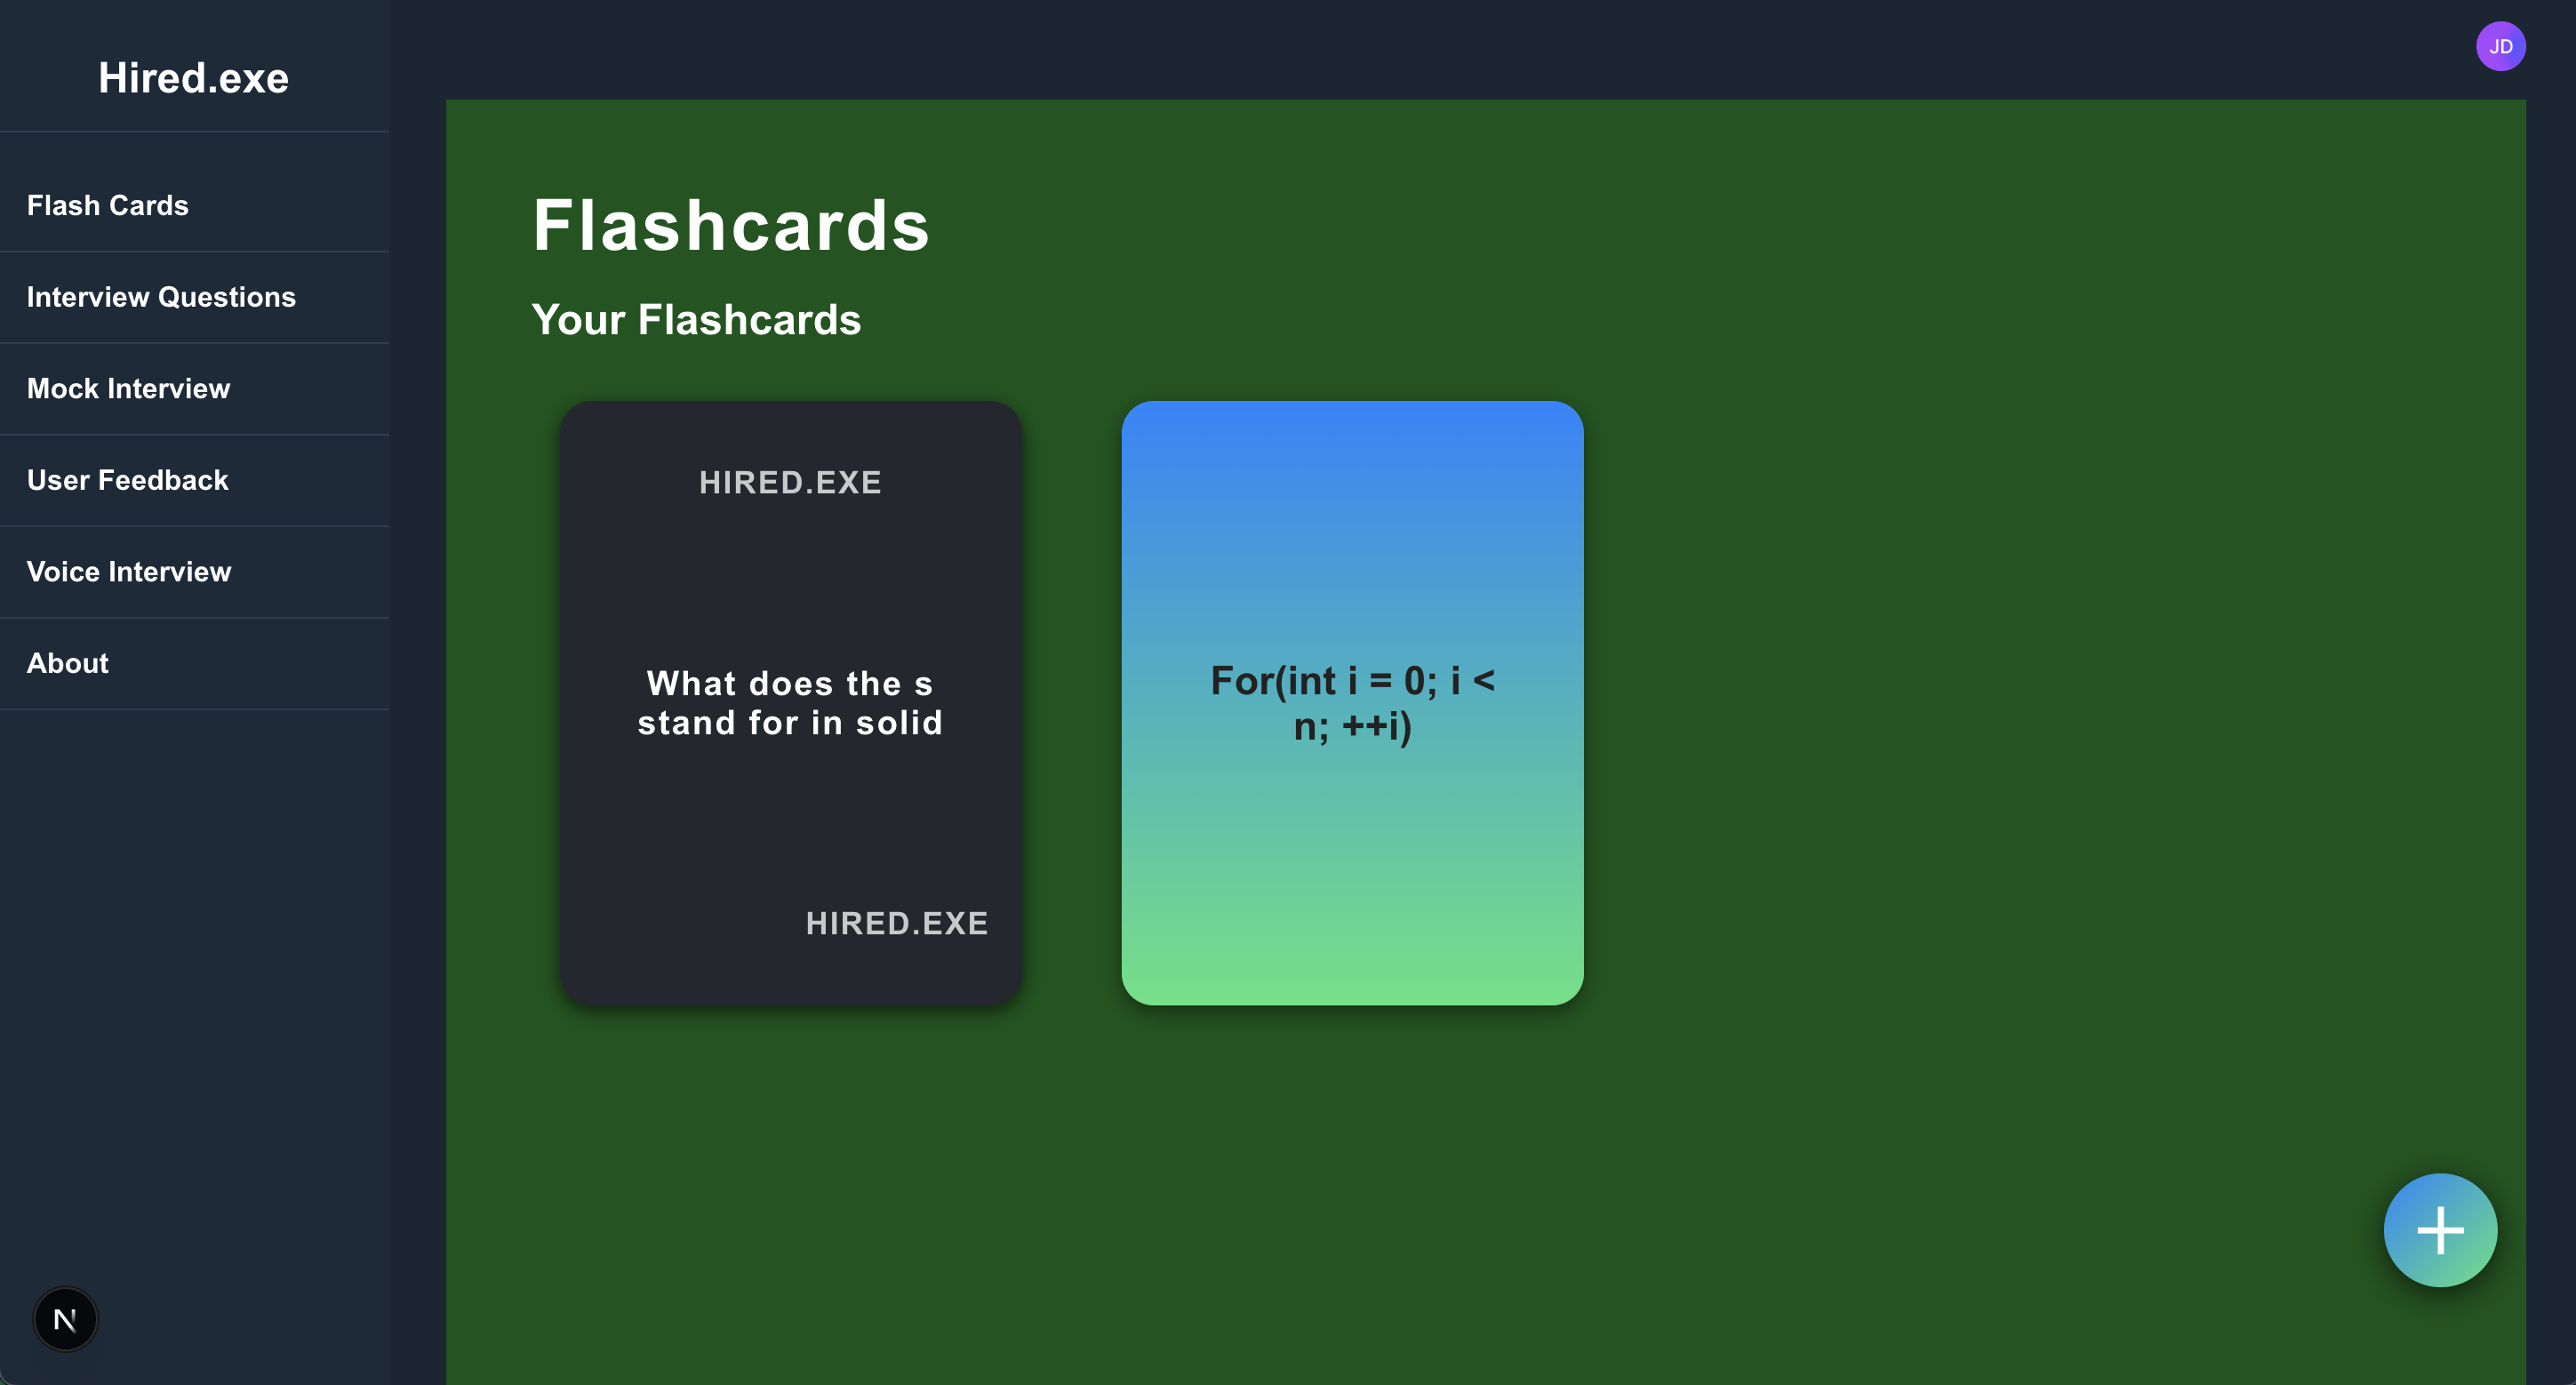 Hired.exe
JD
Flash Cards
Interview Questions
Mock Interview
User Feedback
Voice Interview
About
Flashcards
Your Flashcards
HIRED.EXE
What does the s
stand for in solid
HIRED.EXE
For(int i = 0; i <
n; ++i)
+
N